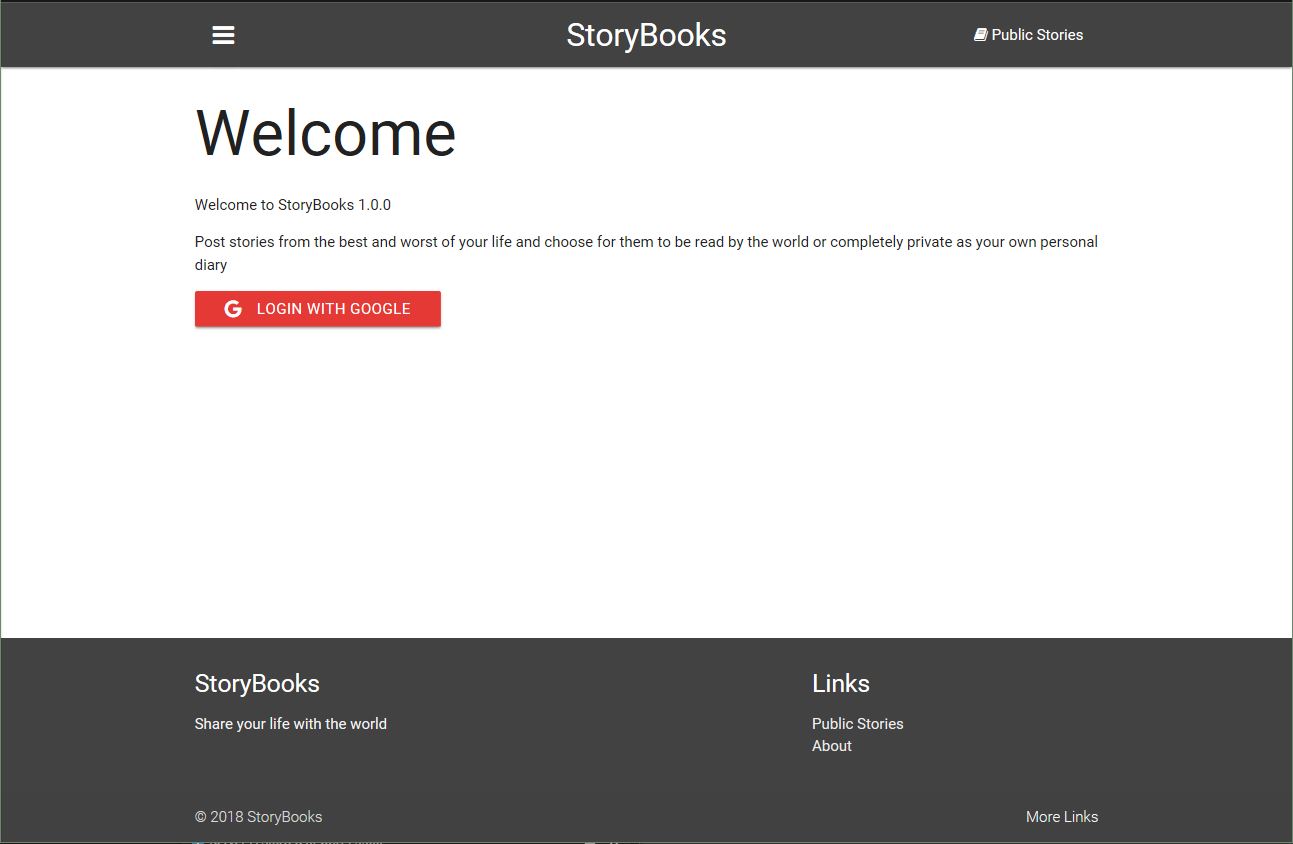 StoryBooks
Public Stories
Welcome
Welcome to StoryBooks 1.0.0
Post stories from the best and worst of your life and choose for them to be read by the world or completely private as your own personal
diary
LOGIN WITH GOOGLE
StoryBooks
Links
Share your life with the world
Public Stories
About
© 2018 StoryBooks
More Links